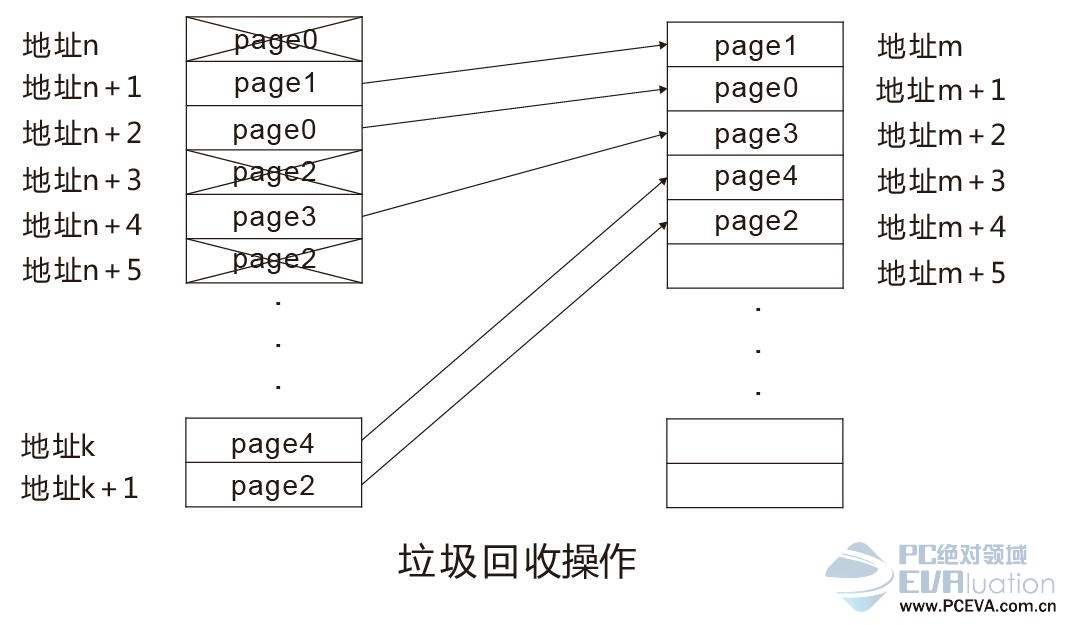 地址n page0 page1 地址m
地址n+1 page1 page0 地址m+1
地址n+2 page0 page3 地址m+2
地址n+3 page2 page4 地址m+3
地址n+4 page3 page2 地址m+4
地址n+5 page2 地址m+5
地址k page4
地址k+1 page2
垃圾回收操作
PC绝对领域
EVAluation
www.PCEVA.com.cn